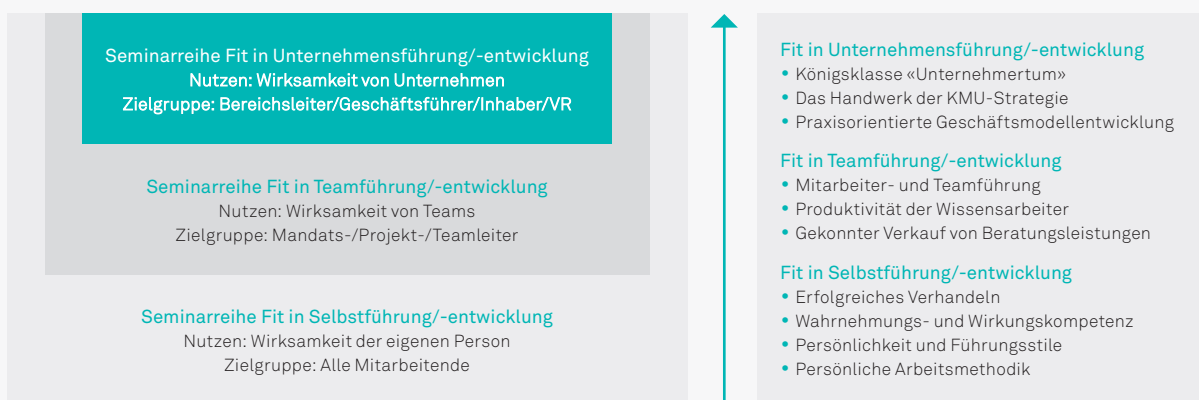 Seminarreihe Fit in Unternehmensführung/-entwicklung
Nutzen: Wirksamkeit von Unternehmen
Zielgruppe: Bereichsleiter/Geschäftsführer/Inhaber/VR
Seminarreihe Fit in Teamführung/-entwicklung
Nutzen: Wirksamkeit von Teams
Zielgruppe: Mandats-/Projekt-/Teamleiter
Seminarreihe Fit in Selbstführung/-entwicklung
Nutzen: Wirksamkeit der eigenen Person
Zielgruppe: Alle Mitarbeitende
Fit in Unternehmensführung/-entwicklung
• Königsklasse «Unternehmertum»
• Das Handwerk der KMU-Strategie
• Praxisorientierte Geschäftsmodellentwicklung
Fit in Teamführung/-entwicklung
• Mitarbeiter- und Teamführung
• Produktivität der Wissensarbeiter
• Gekonnter Verkauf von Beratungsleistungen
Fit in Selbstführung/-entwicklung
• Erfolgreiches Verhandeln
• Wahrnehmungs- und Wirkungskompetenz
• Persönlichkeit und Führungsstile
• Persönliche Arbeitsmethodik